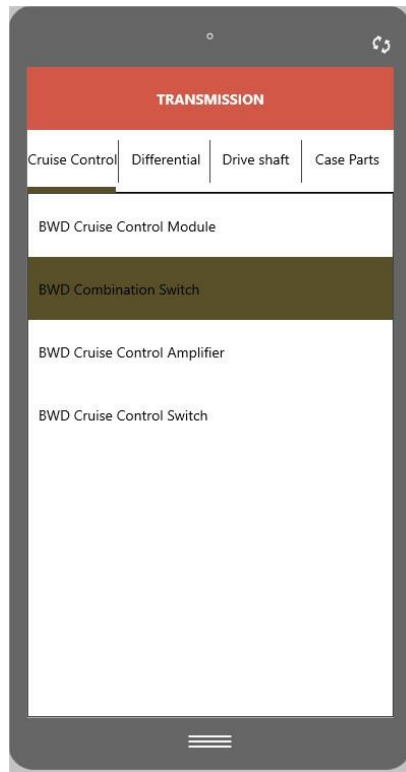 TRANSMISSION
Cruise Control Differential Drive shaft Case Parts
BWD Cruise Control Module
BWD Combination Switch
BWD Cruise Control Amplifier
BWD Cruise Control Switch